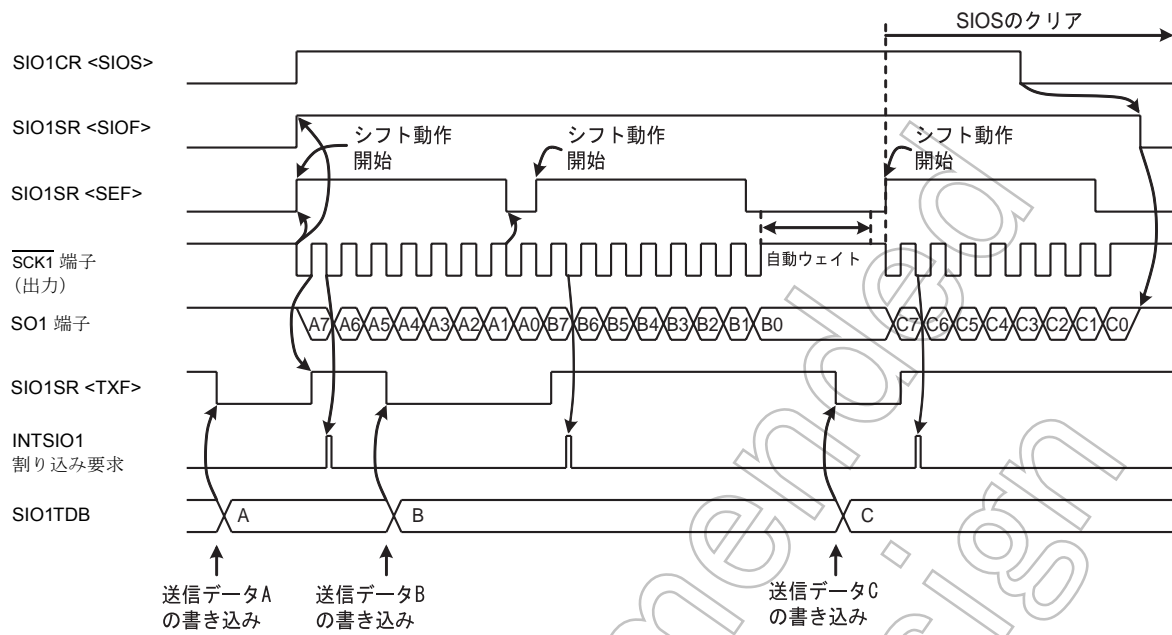 SIOSのクリア
SIO1CR <SIOS>
SIO1SR <SIOF>
シフト動作
開始
シフト動作
開始
シフト動作
開始
SIO1SR <SEF>
SCK1 端子
(出力)
自動ウェイト
SO1 端子
A7 A6 A5 A4 A3 A2 A1 A0 B7 B6 B5 B4 B3 B2 B1 B0 C7 C6 C5 C4 C3 C2 C1 C0
SIO1SR <TXF>
INTSIO1
割り込み要求
SIO1TDB
A B C
送信データA
の書き込み
送信データB
の書き込み
送信データC
の書き込み
mended
sign